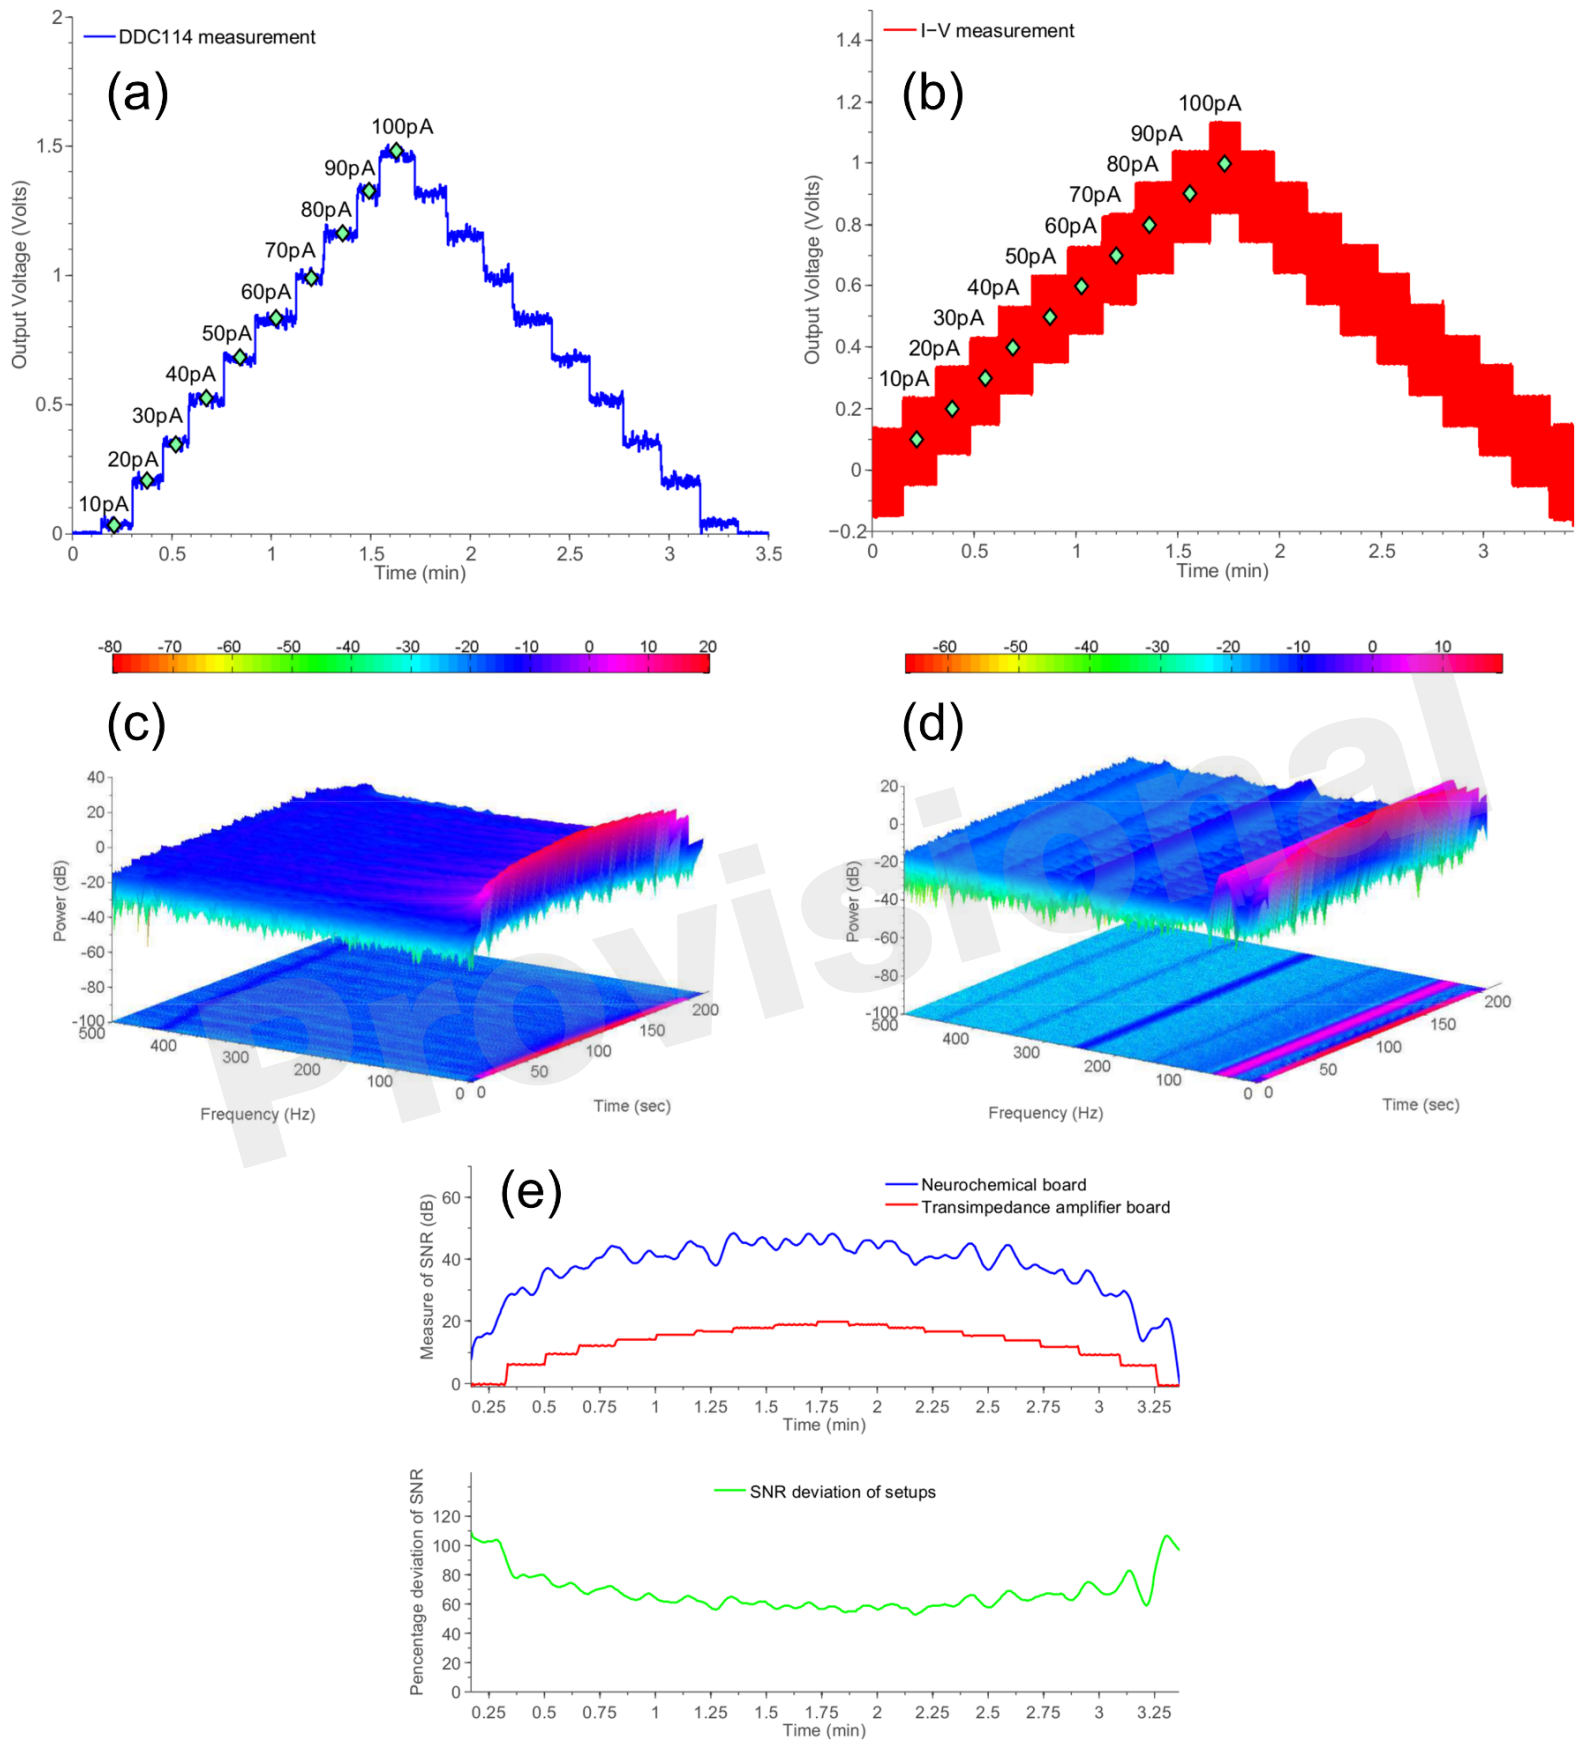 DDC114 measurement
(a)
Output Voltage (Volts)
2
1.5
1
0.5
0
10pA
20pA
30pA
40pA
50pA
60pA
70pA
80pA
90pA
100pA
0 0.5 1 1.5 2 2.5 3 3.5
Time (min)
I−V measurement
(b)
Output Voltage (Volts)
1.4
1.2
1
0.8
0.6
0.4
0.2
0
−0.2
10pA
20pA
30pA
40pA
50pA
60pA
70pA
80pA
90pA
100pA
0 0.5 1 1.5 2 2.5 3
Time (min)
-80 -70 -60 -50 -40 -30 -20 -10 0 10 20
(c)
Power (dB)
40
20
0
-20
-40
-60
-80
-100
500 400 300 200 100 0
Frequency (Hz)
0 50 100 150 200
Time (sec)
-60 -50 -40 -30 -20 -10 0 10
(d)
Power (dB)
20
0
-20
-40
-60
-80
-100
500 400 300 200 100 0
Frequency (Hz)
0 50 100 150 200
Time (sec)
Provisional
(e)
Neurochemical board
Transimpedance amplifier board
Measure of SNR (dB)
60
40
20
0
0.25 0.5 0.75 1 1.25 1.5 1.75 2 2.25 2.5 2.75 3 3.25
Time (min)
SNR deviation of setups
Pencentage deviation of SNR
120
100
80
60
40
20
0
0.25 0.5 0.75 1 1.25 1.5 1.75 2 2.25 2.5 2.75 3 3.25
Time (min)